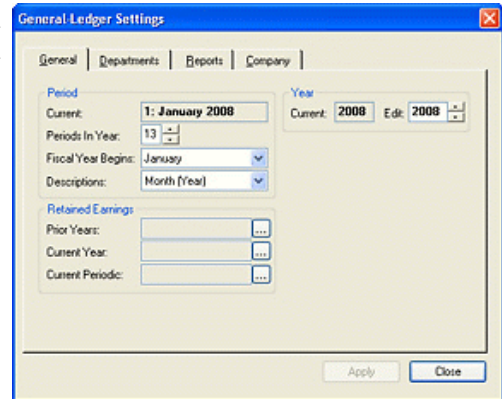 General-Ledger Settings
General Departments Reports Company
Period
Current: 1: January 2008
Periods In Year: 13
Fiscal Year Begins: January
Descriptions: Month (Year)
Year
Current: 2008 Edit: 2008
Retained Earnings
Prior Years: ...
Current Year: ...
Current Periodic: ...
Apply Close